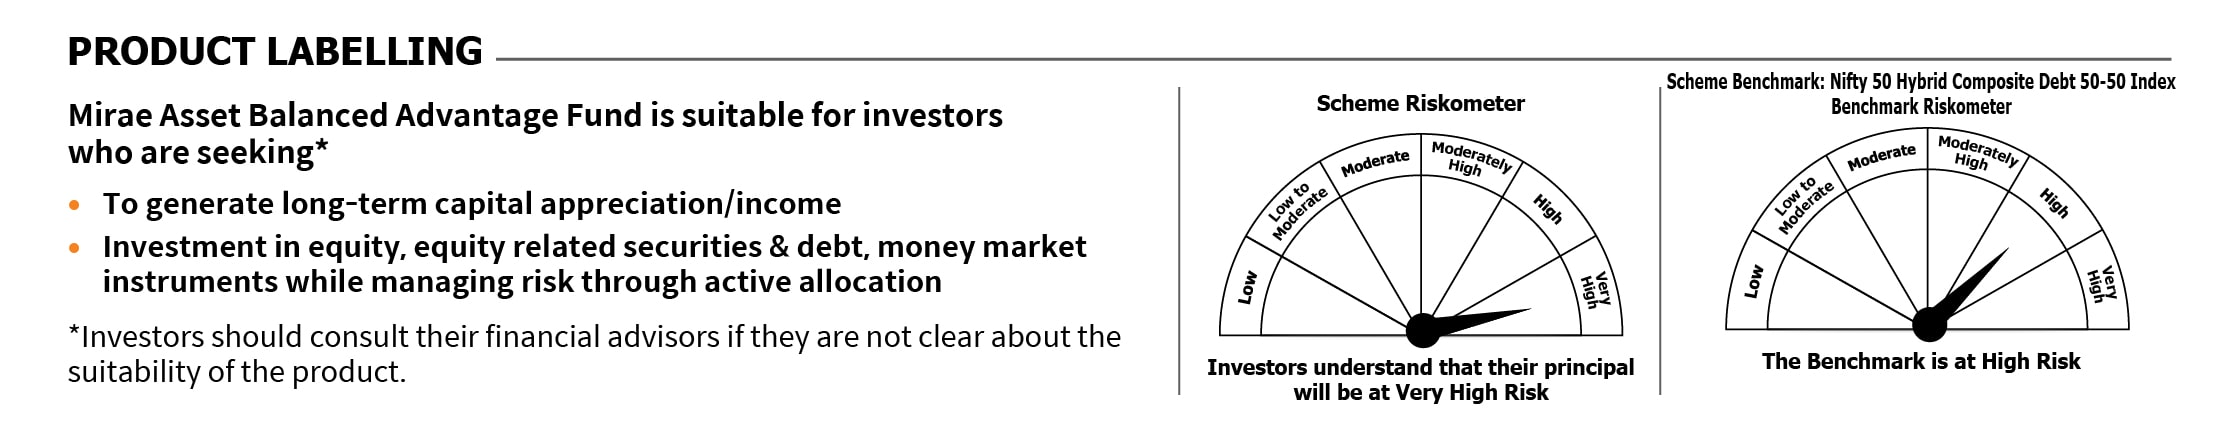 PRODUCT LABELLING
Mirae Asset Balanced Advantage Fund is suitable for investors
who are seeking*
• To generate long-term capital appreciation/income
• Investment in equity, equity related securities & debt, money market
instruments while managing risk through active allocation
*Investors should consult their financial advisors if they are not clear about the
suitability of the product.
Scheme Riskometer
Low
Low to
Moderate
Moderate
Moderately
High
High
Very
High
Investors understand that their principal
will be at Very High Risk
Scheme Benchmark: Nifty 50 Hybrid Composite Debt 50-50 Index
Benchmark Riskometer
Low
Low to
Moderate
Moderate
Moderately
High
High
Very
High
The Benchmark is at High Risk